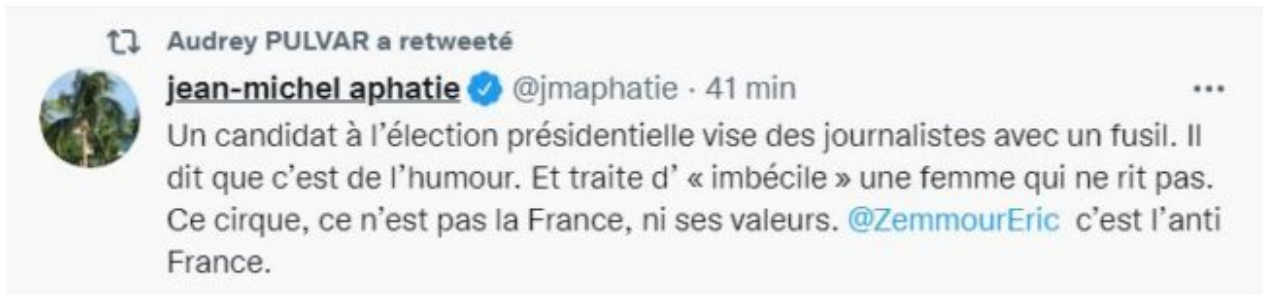 Audrey PULVAR a retweeté
jean-michel aphatie @jmaphatie · 41 min
Un candidat à l’élection présidentielle vise des journalistes avec un fusil. Il
dit que c’est de l’humour. Et traite d’ « imbécile » une femme qui ne rit pas.
Ce cirque, ce n’est pas la France, ni ses valeurs. @ZemmourEric c’est l’anti
France.